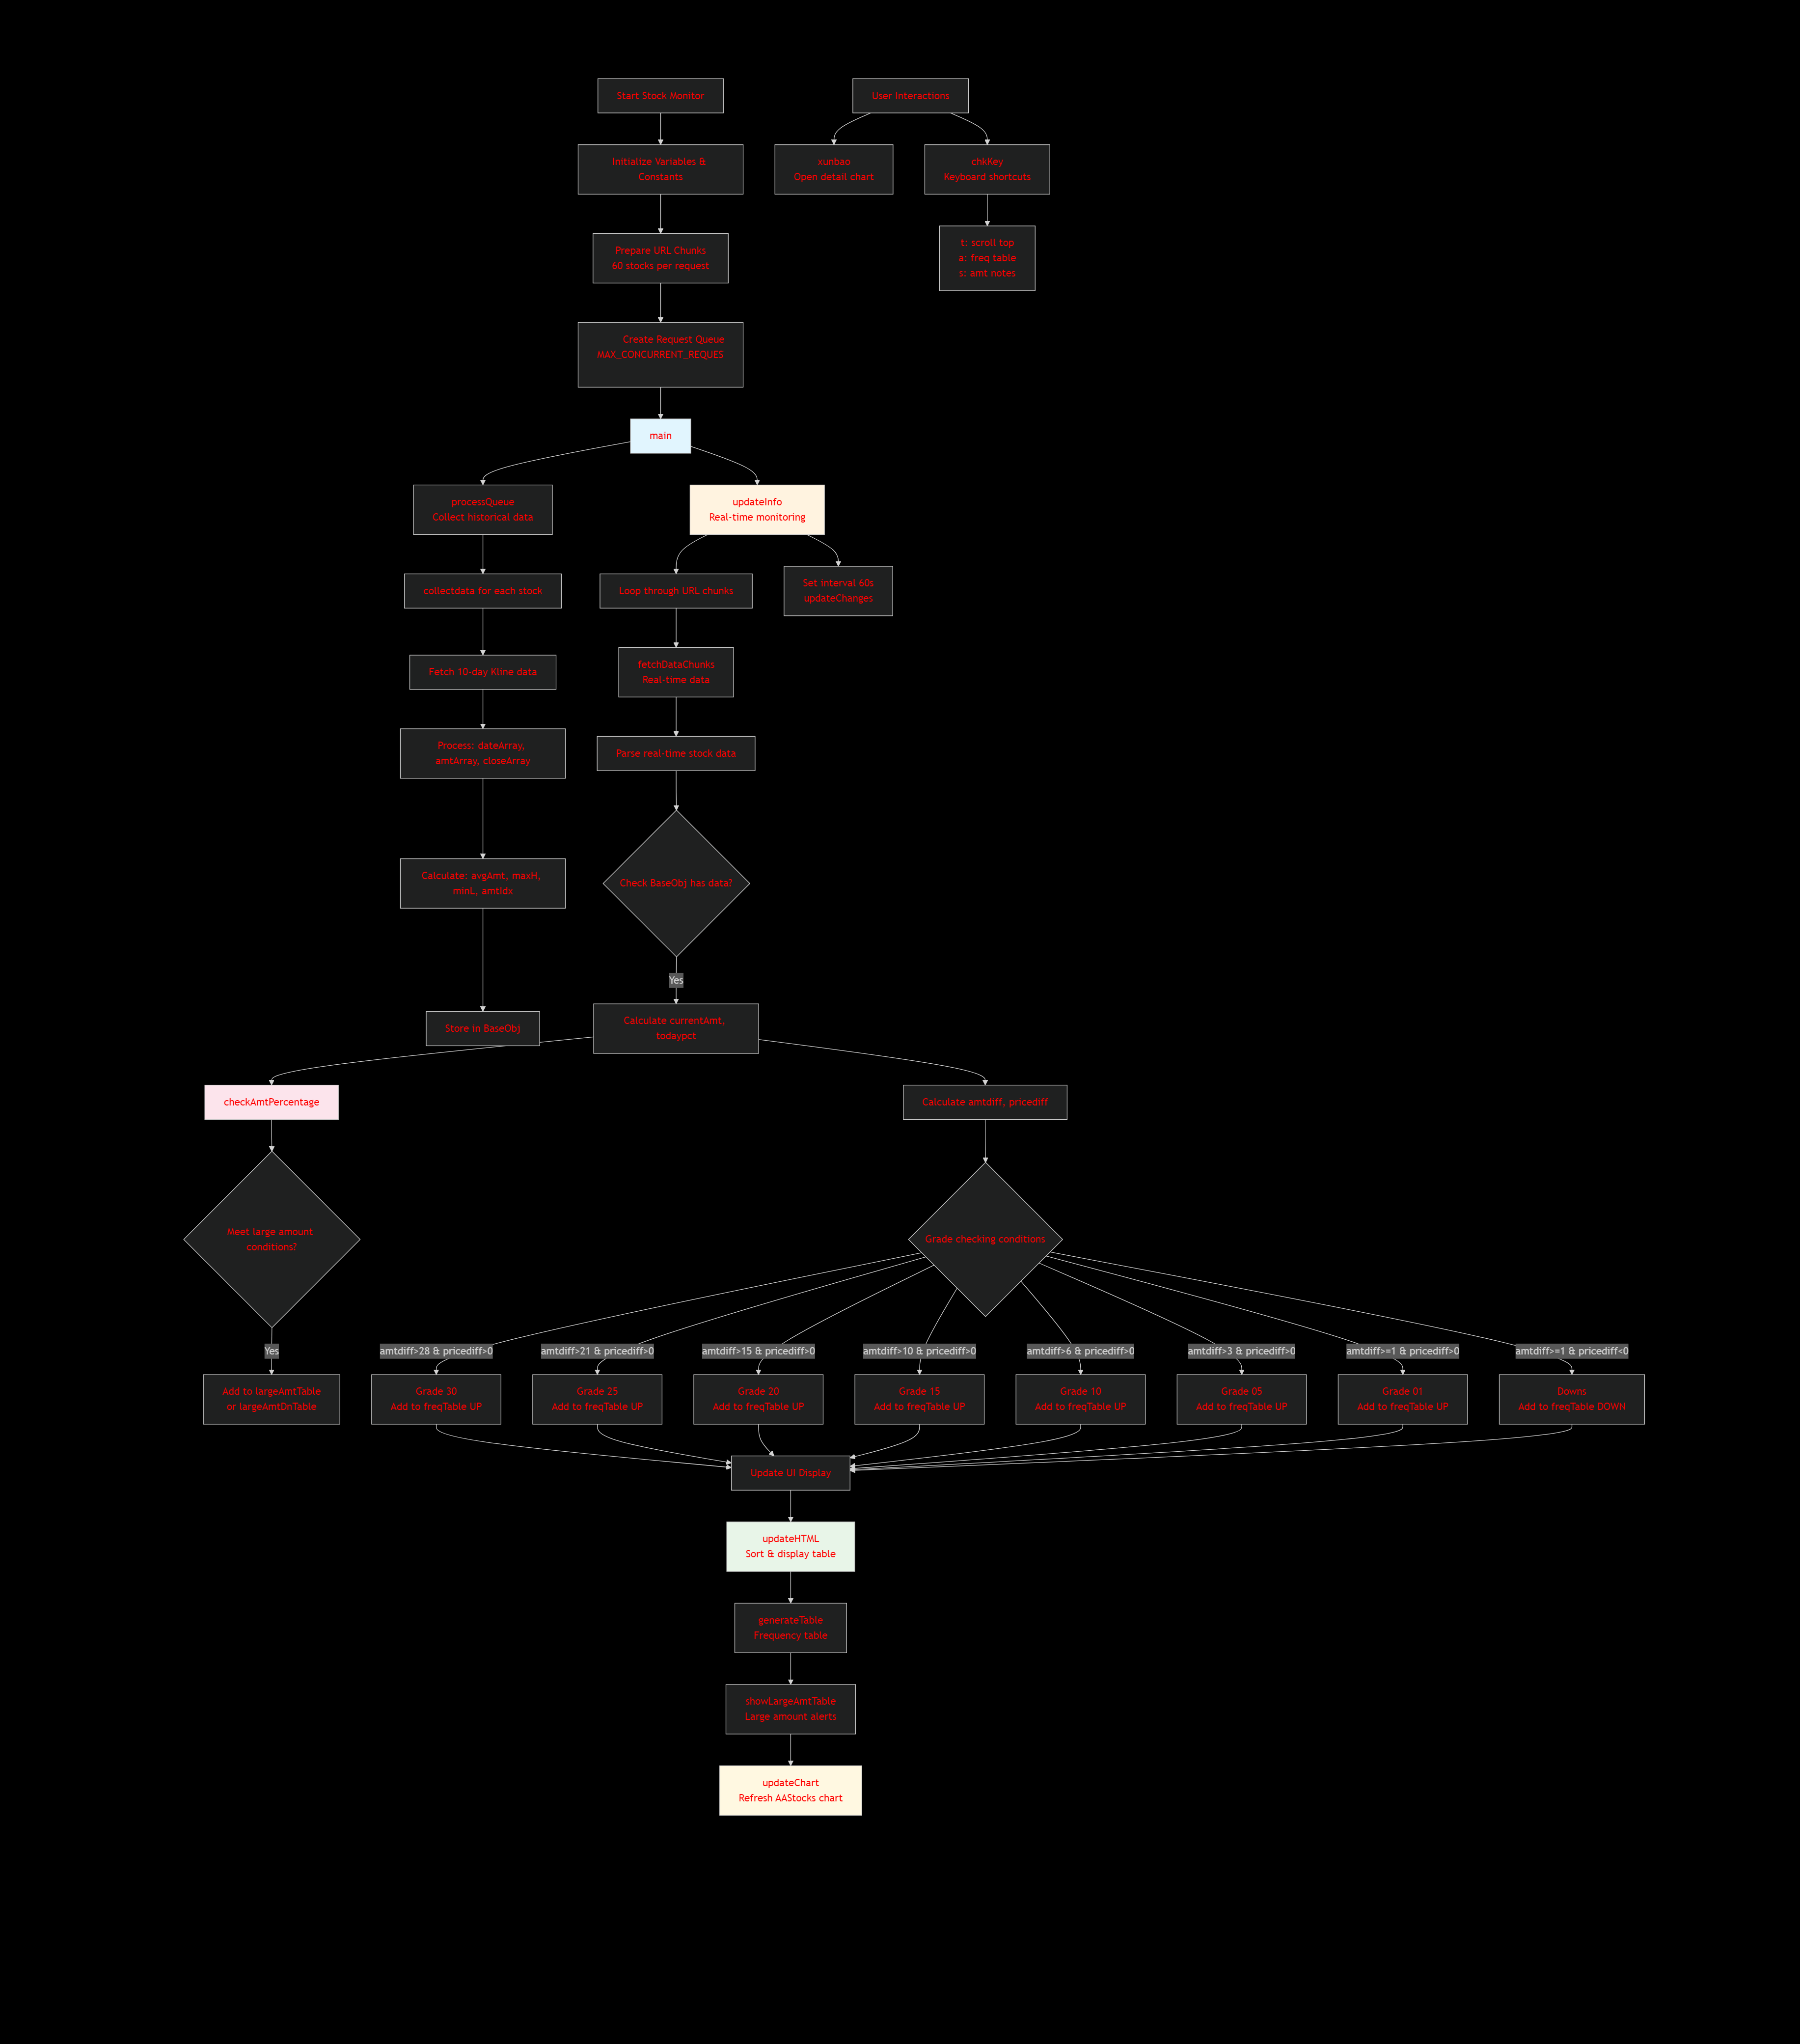 Start Stock Monitor
User Interactions
Initialize Variables &
Constants
xunbao
Open detail chart
chkKey
Keyboard shortcuts
Prepare URL Chunks
60 stocks per request
t: scroll top
a: freq table
s: amt notes
Create Request Queue
MAX_CONCURRENT_REQUES
main
processQueue
Collect historical data
updateInfo
Real-time monitoring
collectdata for each stock
Loop through URL chunks
Set interval 60s
updateChanges
Fetch 10-day Kline data
fetchDataChunks
Real-time data
Process: dateArray,
amtArray, closeArray
Parse real-time stock data
Calculate: avgAmt, maxH,
minL, amtIdx
Check BaseObj has data?
Yes
Store in BaseObj
Calculate currentAmt,
todaypct
checkAmtPercentage
Calculate amtdiff, pricediff
Meet large amount
conditions?
Grade checking conditions
Yes
amtdiff>28 & pricediff>0
amtdiff>21 & pricediff>0
amtdiff>15 & pricediff>0
amtdiff>10 & pricediff>0
amtdiff>6 & pricediff>0
amtdiff>3 & pricediff>0
amtdiff>=1 & pricediff>0
amtdiff>=1 & pricediff<0
Add to largeAmtTable
or largeAmtDnTable
Grade 30
Add to freqTable UP
Grade 25
Add to freqTable UP
Grade 20
Add to freqTable UP
Grade 15
Add to freqTable UP
Grade 10
Add to freqTable UP
Grade 05
Add to freqTable UP
Grade 01
Add to freqTable UP
Downs
Add to freqTable DOWN
Update UI Display
updateHTML
Sort & display table
generateTable
Frequency table
showLargeAmtTable
Large amount alerts
updateChart
Refresh AAStocks chart